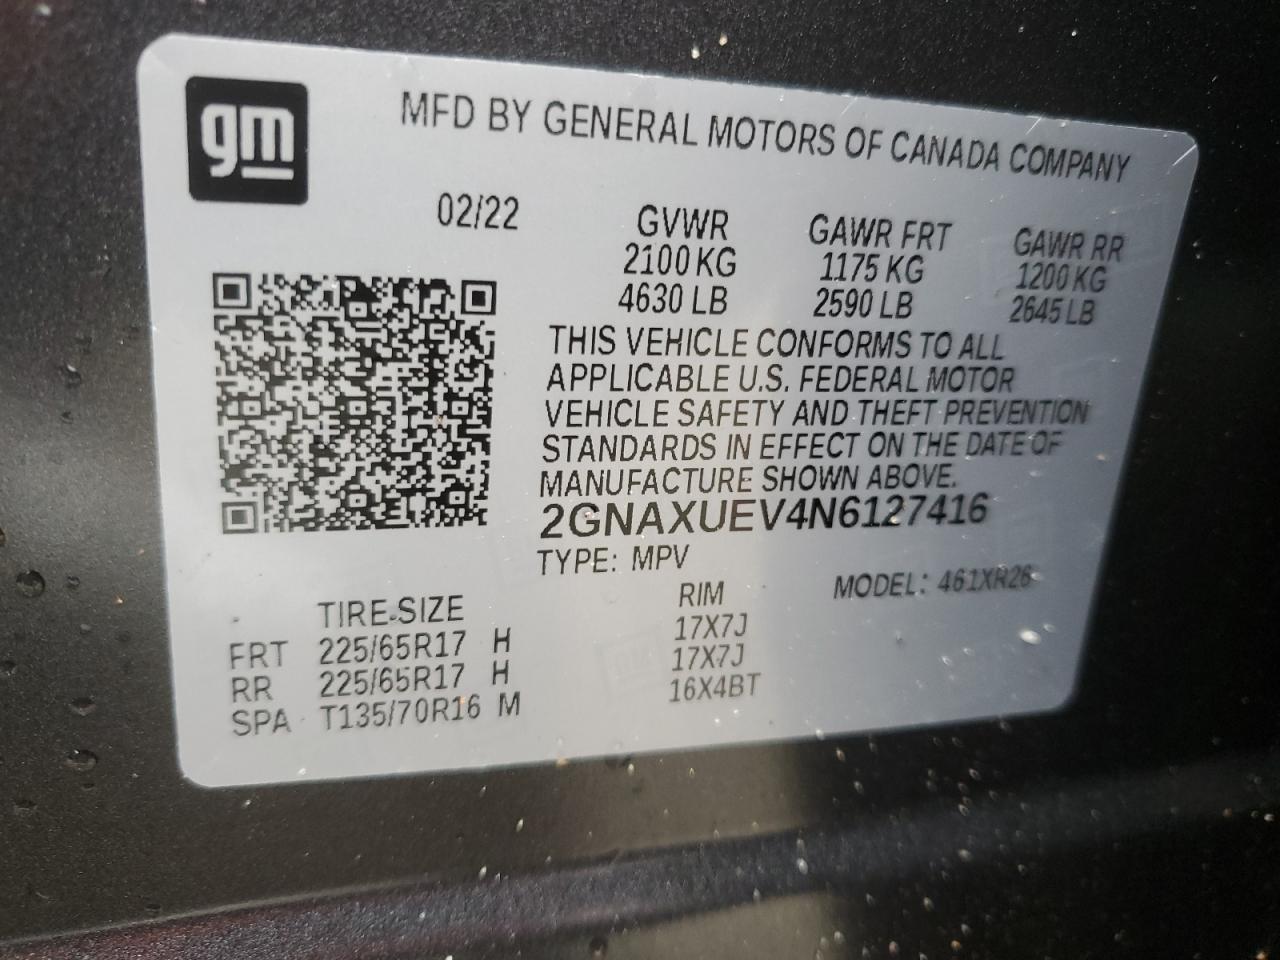 gm
MFD BY GENERAL MOTORS OF CANADA COMPANY
02/22
GVWR GAWR FRT GAWR RR
2100 KG 1175 KG 1200 KG
4630 LB 2590 LB 2645 LB
THIS VEHICLE CONFORMS TO ALL
APPLICABLE U.S. FEDERAL MOTOR
VEHICLE SAFETY AND THEFT PREVENTION
STANDARDS IN EFFECT ON THE DATE OF
MANUFACTURE SHOWN ABOVE.
2GNAXUEV4N6127416
TYPE: MPV MODEL: 461XR26
TIRE-SIZE RIM
FRT 225/65R17 H 17X7J
RR 225/65R17 H 17X7J
SPA T135/70R16 M 16X4BT